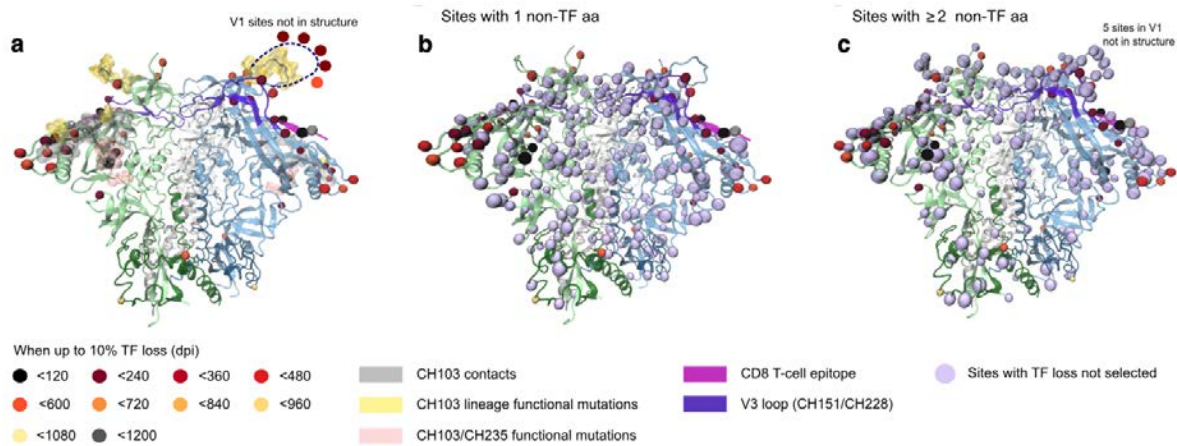 V1 sites not in structure
Sites with 1 non-TF aa
Sites with ≥2 non-TF aa
5 sites in V1
not in structure
a
b
c
When up to 10% TF loss (dpi)
<120
<240
<360
<480
<600
<720
<840
<960
<1080
<1200
CH103 contacts
CH103 lineage functional mutations
CH103/CH235 functional mutations
CD8 T-cell epitope
V3 loop (CH151/CH228)
Sites with TF loss not selected